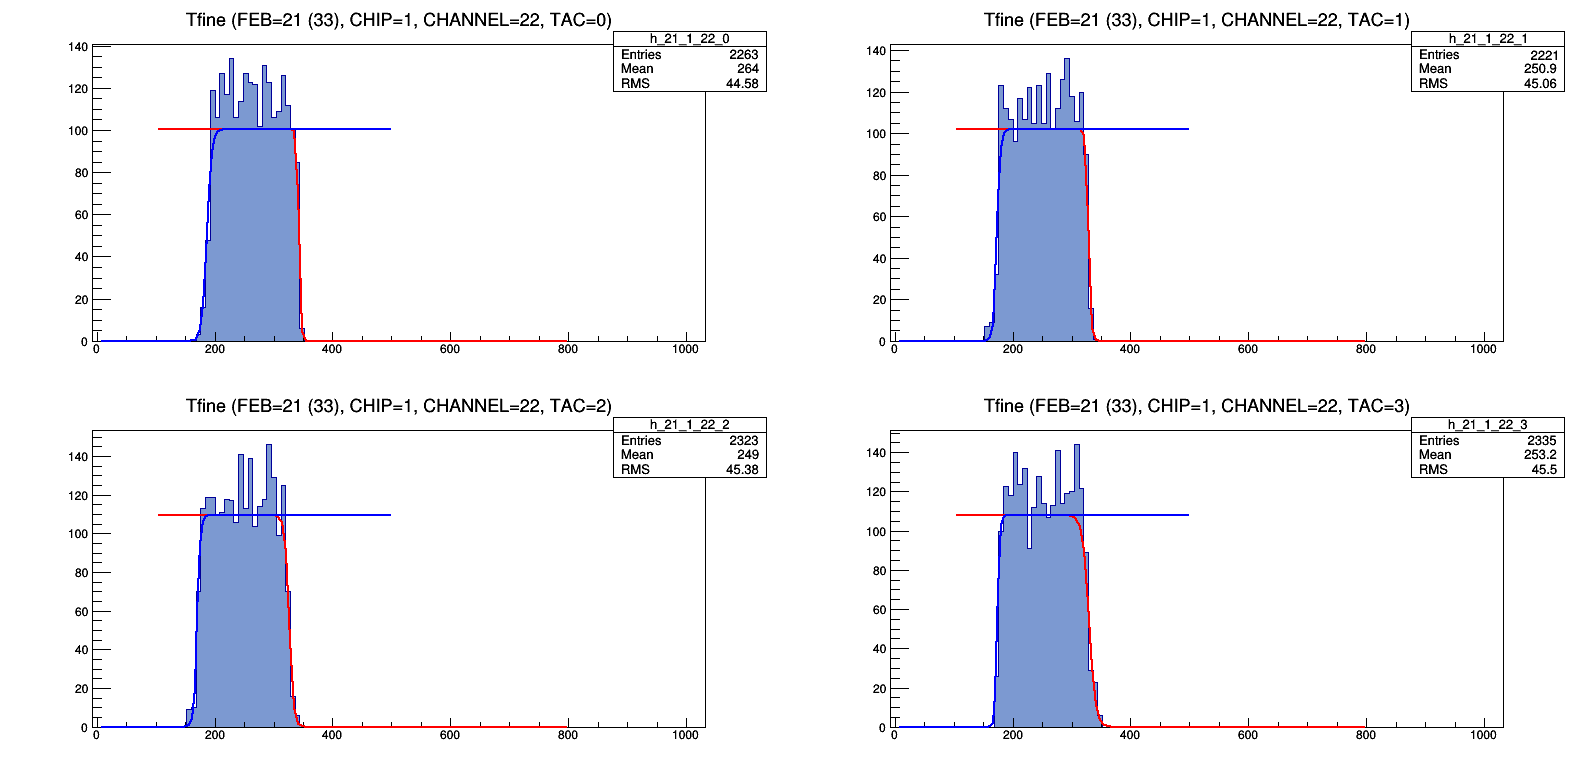 Tfine (FEB=21 (33), CHIP=1, CHANNEL=22, TAC=0)
h_21_1_22_0
Entries 2263
Mean 264
RMS 44.58
140
120
100
80
60
40
20
0
0 200 400 600 800 1000
Tfine (FEB=21 (33), CHIP=1, CHANNEL=22, TAC=1)
h_21_1_22_1
Entries 2221
Mean 250.9
RMS 45.06
140
120
100
80
60
40
20
0
0 200 400 600 800 1000
Tfine (FEB=21 (33), CHIP=1, CHANNEL=22, TAC=2)
h_21_1_22_2
Entries 2323
Mean 249
RMS 45.38
140
120
100
80
60
40
20
0
0 200 400 600 800 1000
Tfine (FEB=21 (33), CHIP=1, CHANNEL=22, TAC=3)
h_21_1_22_3
Entries 2335
Mean 253.2
RMS 45.5
140
120
100
80
60
40
20
0
0 200 400 600 800 1000